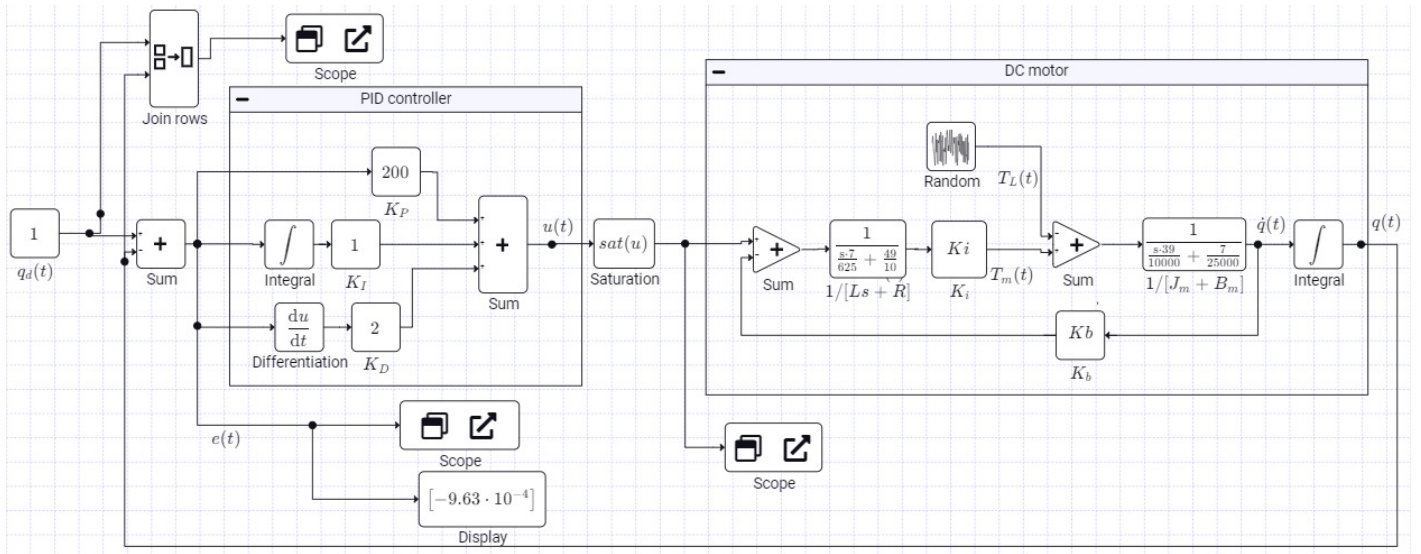 Scope
Join rows
PID controller
DC motor
200
K_P
Random
T_L(t)
1
q_d(t)
+
-
+
Sum
∫
Integral
1
K_I
+
+
+
+
Sum
u(t)
sat(u)
Saturation
+
-
+
Sum
1
s·7/625 + 49/10
1/[Ls + R]
Ki
K_i
T_m(t)
-
+
+
Sum
1
s·39/10000 + 7/25000
1/[J_m + B_m]
q̇(t)
∫
Integral
q(t)
du/dt
Differentiation
2
K_D
Kb
K_b
e(t)
Scope
Scope
[−9.63 · 10⁻⁴]
Display